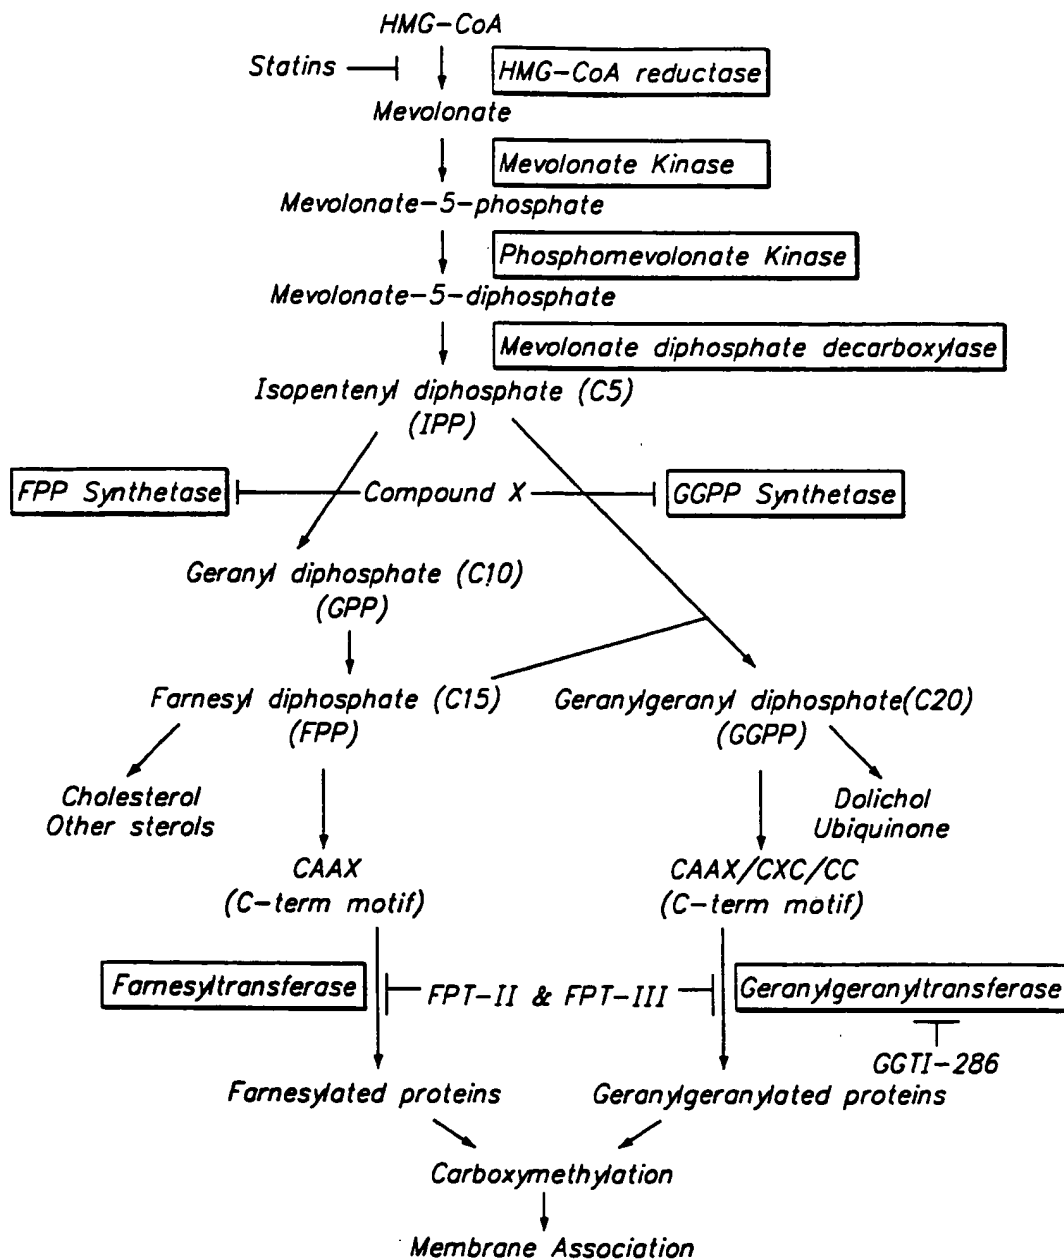 HMG-CoA
Statins
HMG-CoA reductase
Mevolonate
Mevolonate Kinase
Mevolonate-5-phosphate
Phosphomevolonate Kinase
Mevolonate-5-diphosphate
Mevolonate diphosphate decarboxylase
Isopentenyl diphosphate (C5)
(IPP)
FPP Synthetase
Compound X
GGPP Synthetase
Geranyl diphosphate (C10)
(GPP)
Farnesyl diphosphate (C15)
(FPP)
Geranylgeranyl diphosphate(C20)
(GGPP)
Cholesterol
Other sterols
Dolichol
Ubiquinone
CAAX
(C-term motif)
CAAX/CXC/CC
(C-term motif)
Farnesyltransferase
FPT-II & FPT-III
Geranylgeranyltransferase
GGTI-286
Farnesylated proteins
Geranylgeranylated proteins
Carboxymethylation
Membrane Association